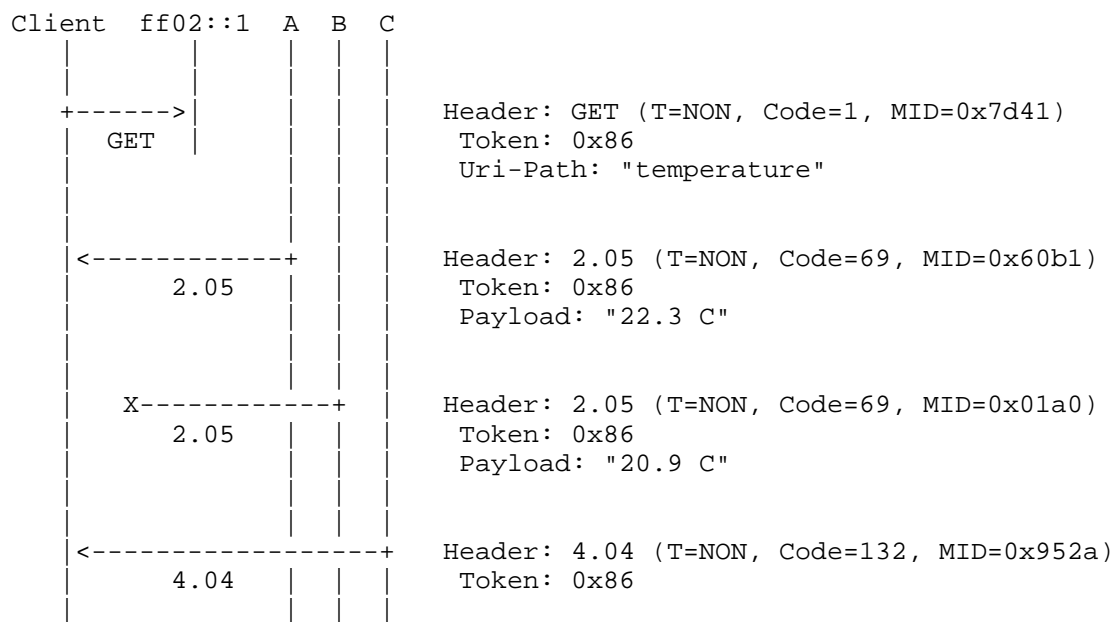 Client ff02::1 A B C
Header: GET (T=NON, Code=1, MID=0x7d41)
GET Token: 0x86
Uri-Path: "temperature"
Header: 2.05 (T=NON, Code=69, MID=0x60b1)
2.05 Token: 0x86
Payload: "22.3 C"
X Header: 2.05 (T=NON, Code=69, MID=0x01a0)
2.05 Token: 0x86
Payload: "20.9 C"
Header: 4.04 (T=NON, Code=132, MID=0x952a)
4.04 Token: 0x86